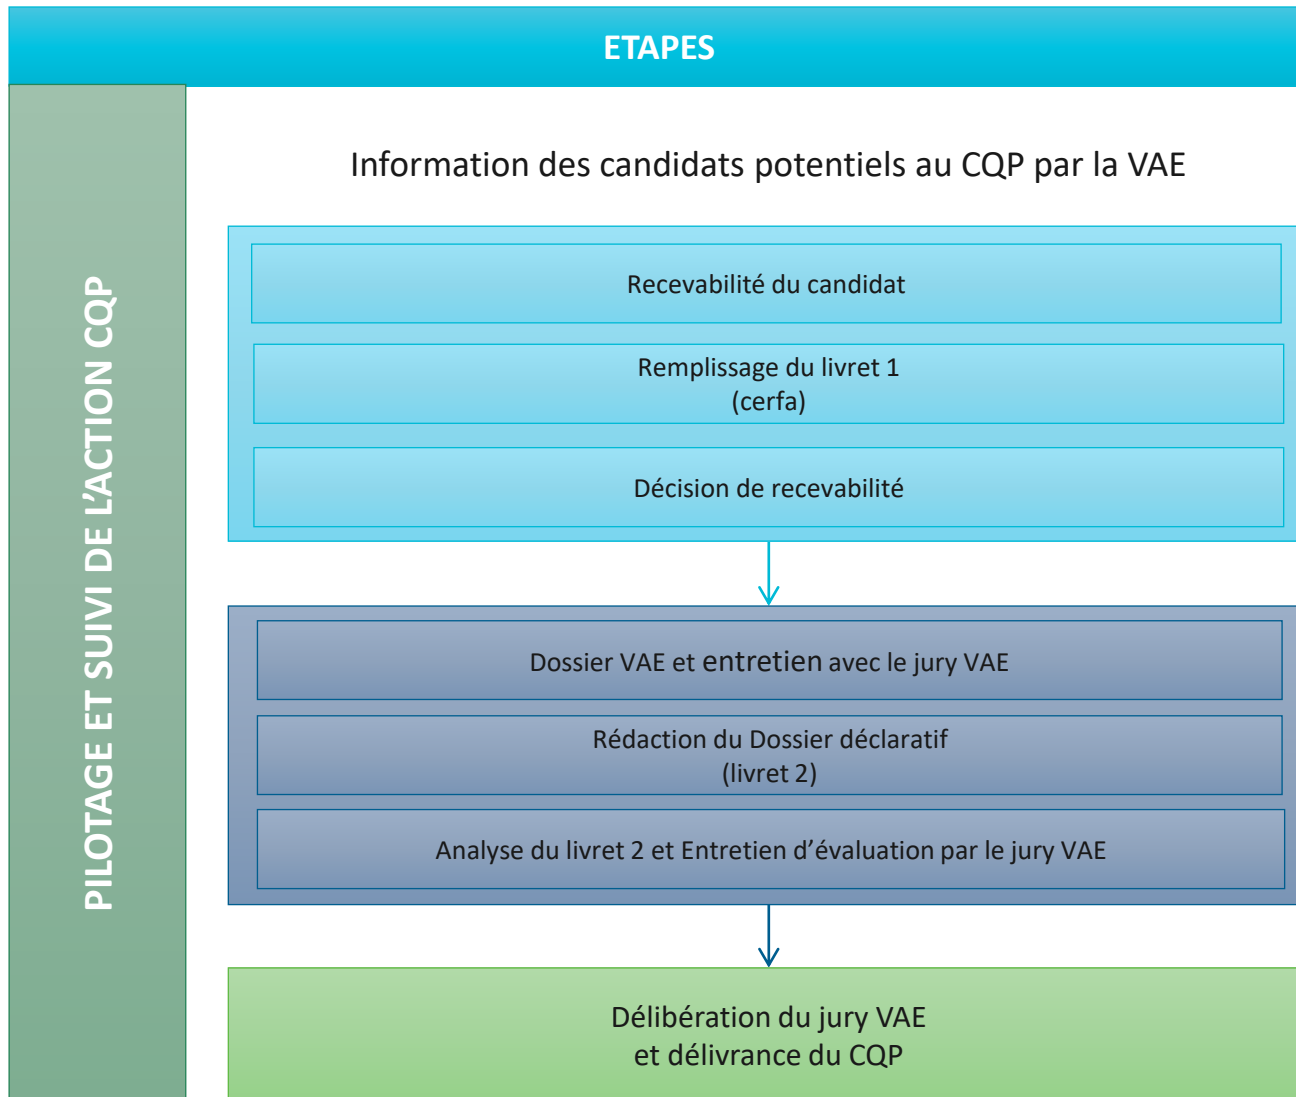 ETAPES
PILOTAGE ET SUIVI DE L’ACTION CQP
Information des candidats potentiels au CQP par la VAE
Recevabilité du candidat
Remplissage du livret 1
(cerfa)
Décision de recevabilité
Dossier VAE et entretien avec le jury VAE
Rédaction du Dossier déclaratif
(livret 2)
Analyse du livret 2 et Entretien d’évaluation par le jury VAE
Délibération du jury VAE
et délivrance du CQP